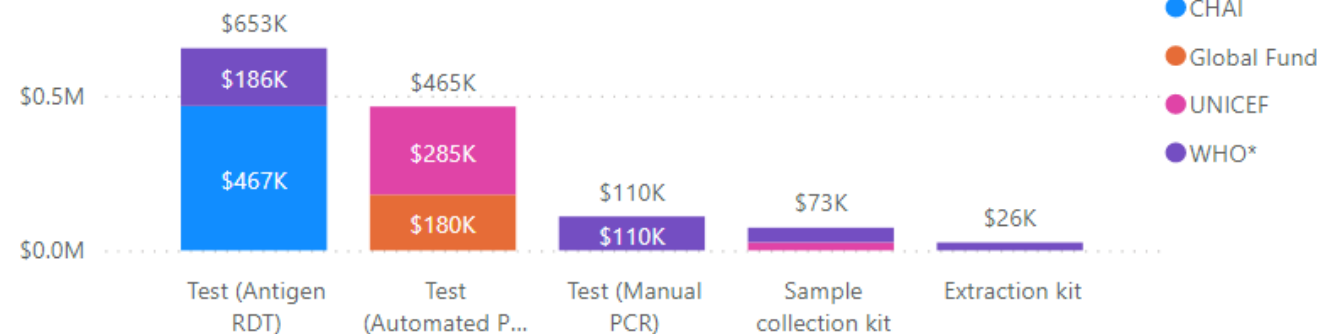 $653K
$186K
$467K
$465K
$285K
$180K
$110K
$110K
$73K
$26K
$0.5M
$0.0M
Test (Antigen
RDT)
Test
(Automated P...
Test (Manual
PCR)
Sample
collection kit
Extraction kit
CHAI
Global Fund
UNICEF
WHO*